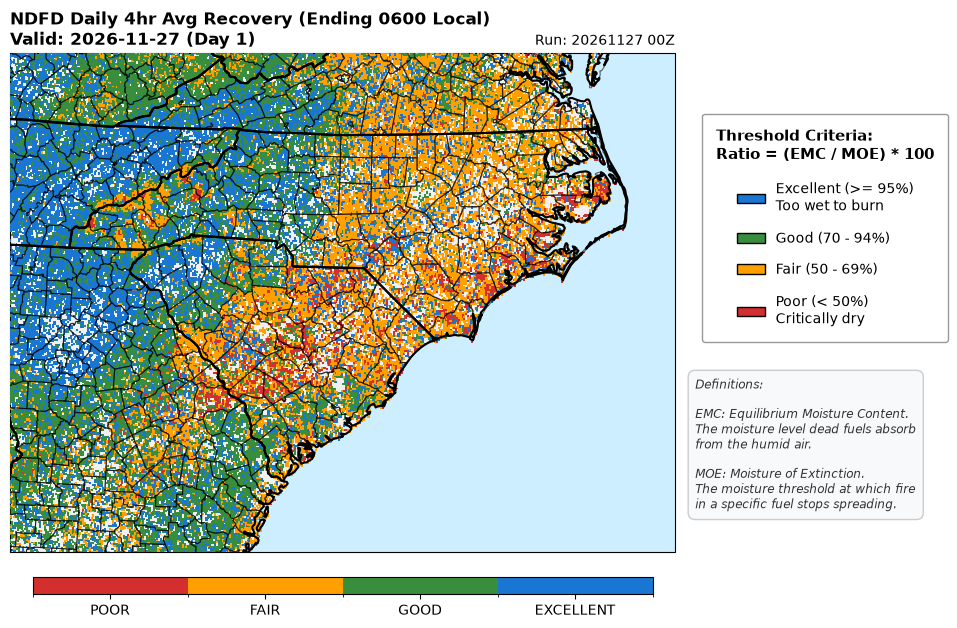 NDFD Daily 4hr Avg Recovery (Ending 0600 Local)
Valid: 2026-11-27 (Day 1)
Run: 20261127 00Z
Threshold Criteria:
Ratio = (EMC / MOE) * 100
Excellent (>= 95%)
Too wet to burn
Good (70 - 94%)
Fair (50 - 69%)
Poor (< 50%)
Critically dry
Definitions:
EMC: Equilibrium Moisture Content.
The moisture level dead fuels absorb
from the humid air.
MOE: Moisture of Extinction.
The moisture threshold at which fire
in a specific fuel stops spreading.
POOR
FAIR
GOOD
EXCELLENT